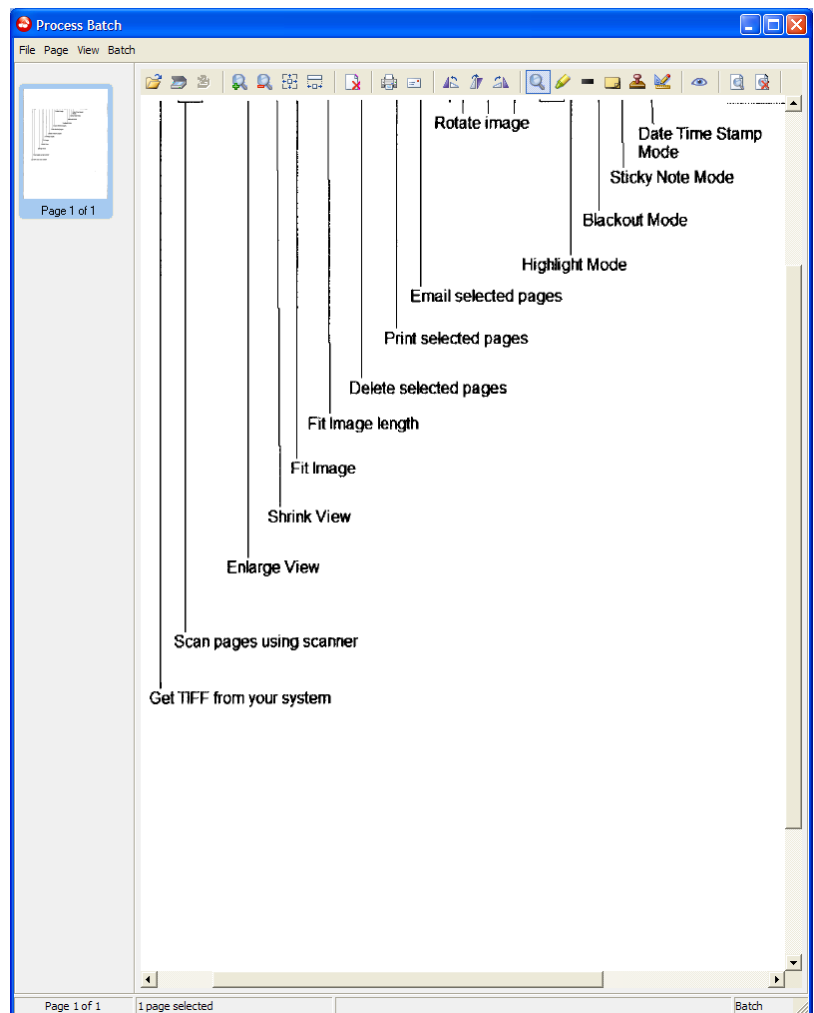 Process Batch
File Page View Batch
Rotate image
Date Time Stamp
Mode
Sticky Note Mode
Page 1 of 1
Blackout Mode
Highlight Mode
Email selected pages
Print selected pages
Delete selected pages
Fit Image length
Fit Image
Shrink View
Enlarge View
Scan pages using scanner
Get TIFF from your system
Page 1 of 1 1 page selected Batch